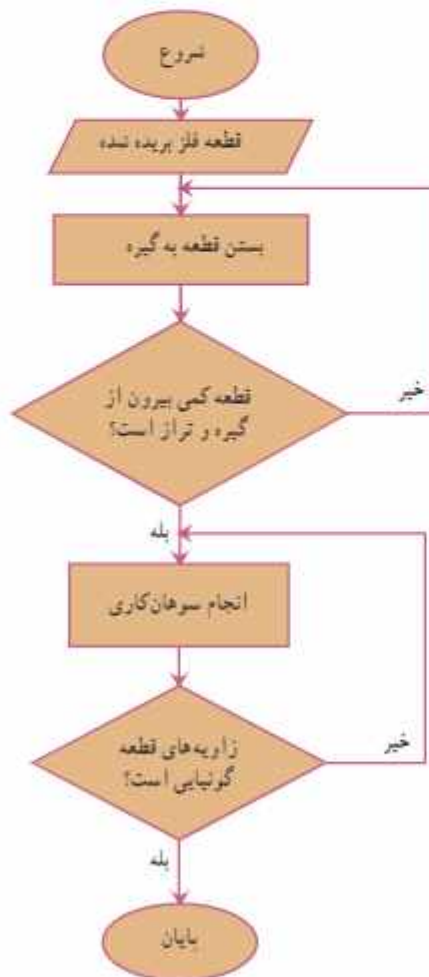 شروع
قطعه فلز بریده شده
بستن قطعه به گیره
قطعه کمی بیرون از
گیره و تراز است؟
خیر
بله
انجام سوهان‌کاری
زاویه‌های قطعه
گونیایی است؟
خیر
بله
پایان